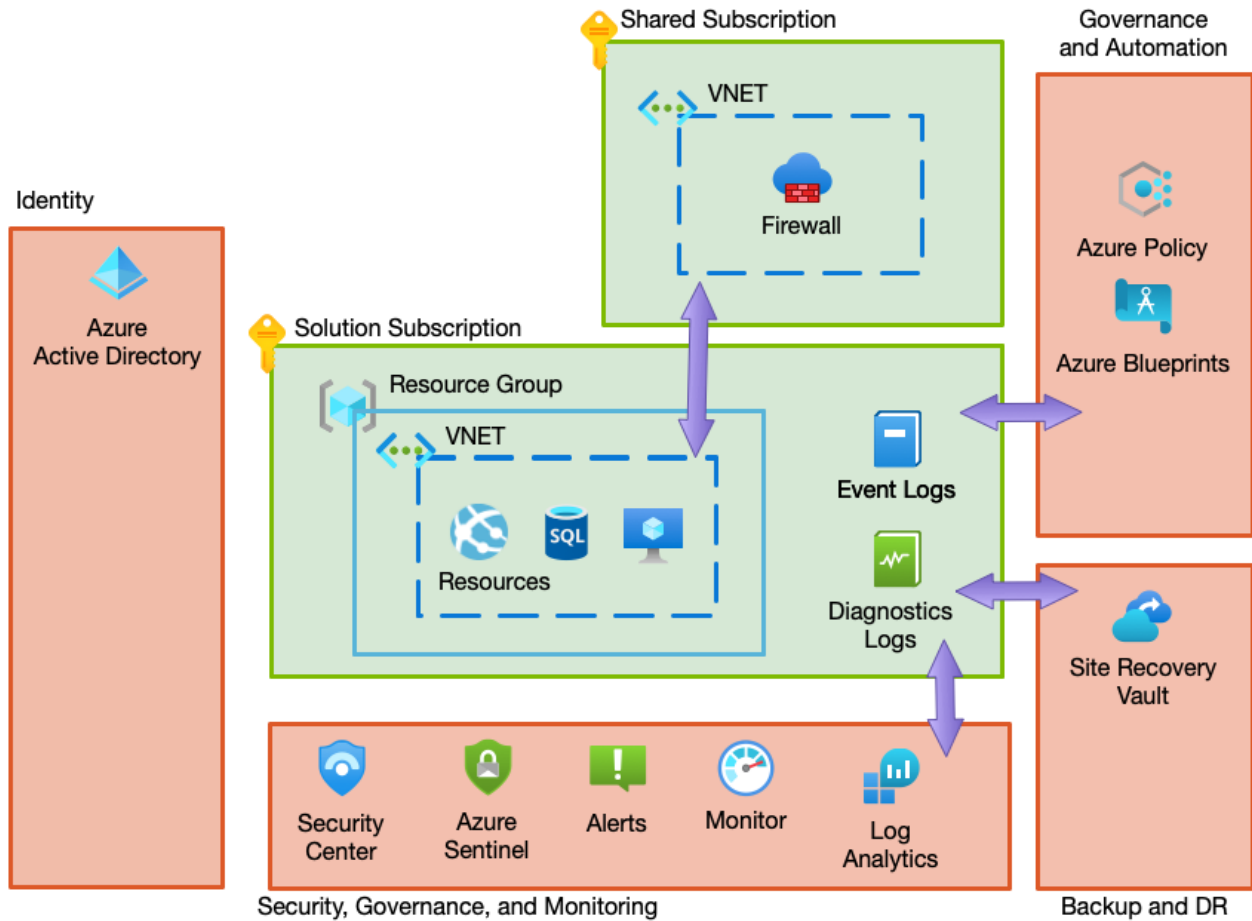 Shared Subscription
Governance
and Automation
VNET
Firewall
Azure Policy
Azure Blueprints
Identity
Azure
Active Directory
Solution Subscription
Resource Group
VNET
SQL
Resources
Event Logs
Diagnostics
Logs
Site Recovery
Vault
Security
Center
Azure
Sentinel
Alerts
Monitor
Log
Analytics
Security, Governance, and Monitoring
Backup and DR